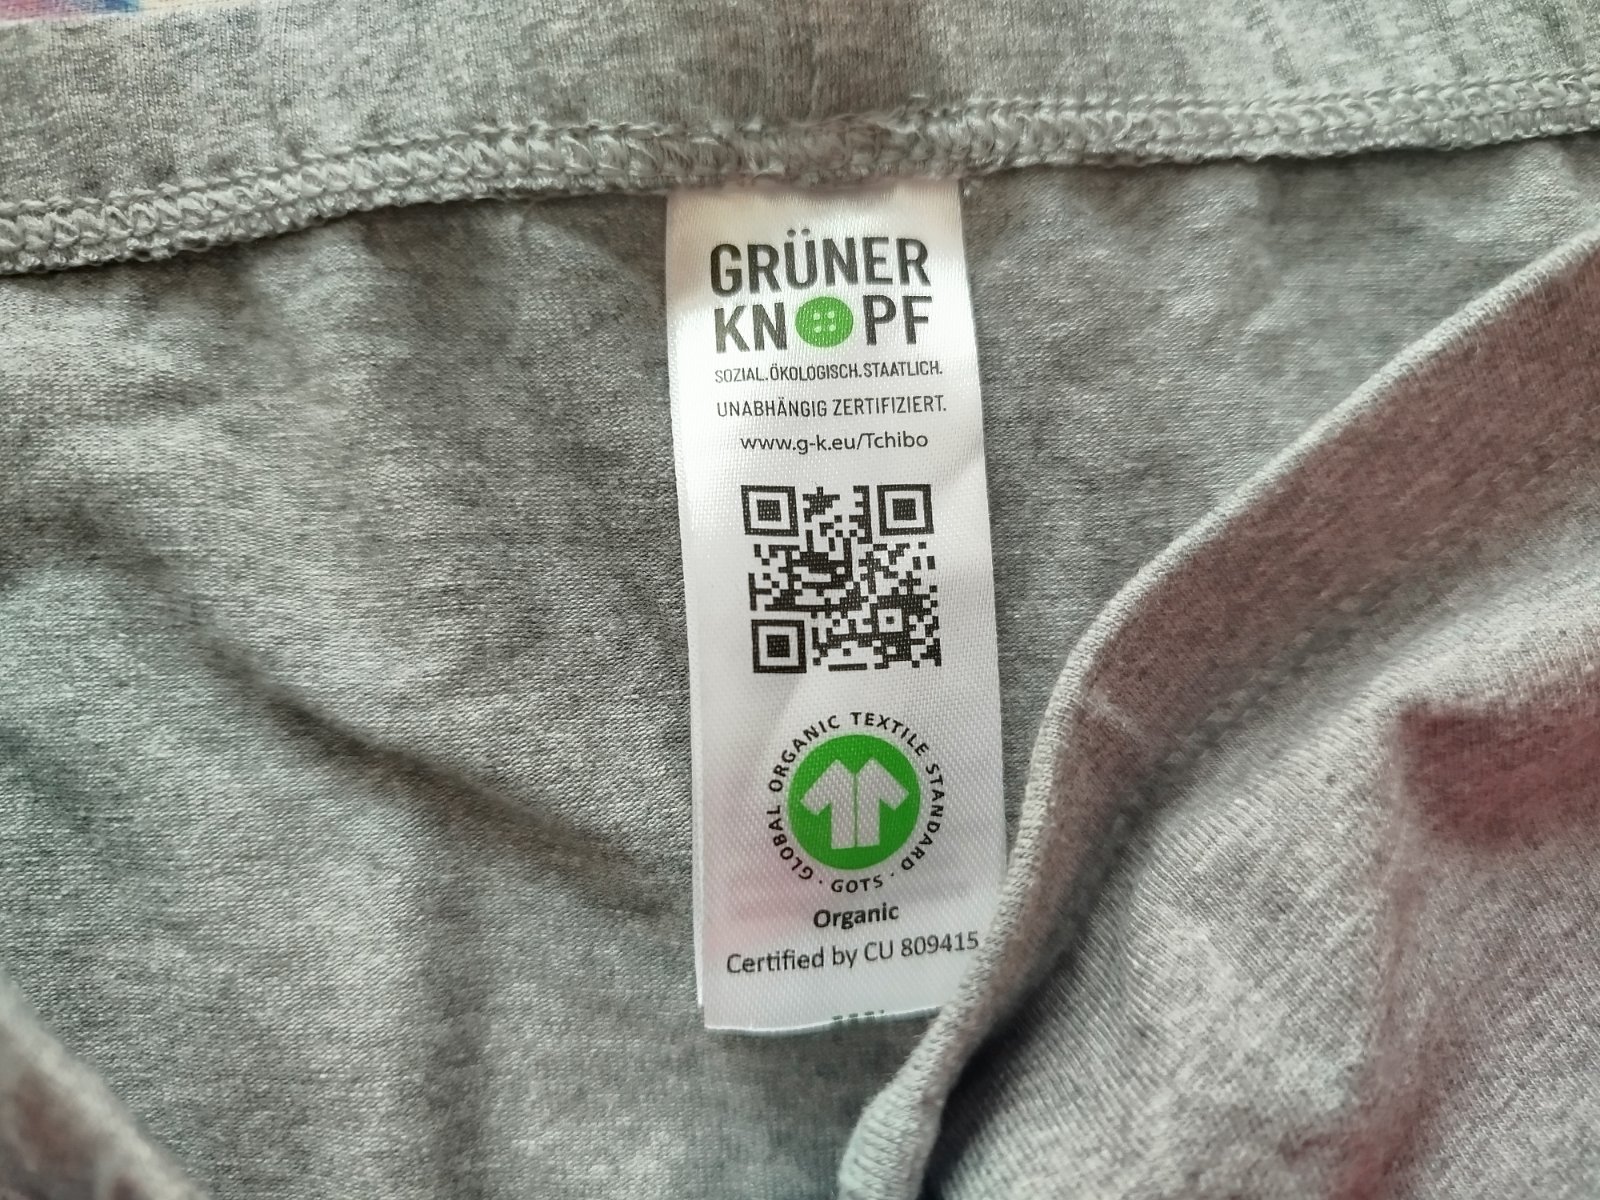 GRÜNER
KNOPF
SOZIAL.ÖKOLOGISCH.STAATLICH.
UNABHÄNGIG ZERTIFIZIERT.
www.g-k.eu/Tchibo
GLOBAL ORGANIC TEXTILE STANDARD · GOTS ·
Organic
Certified by CU 809415